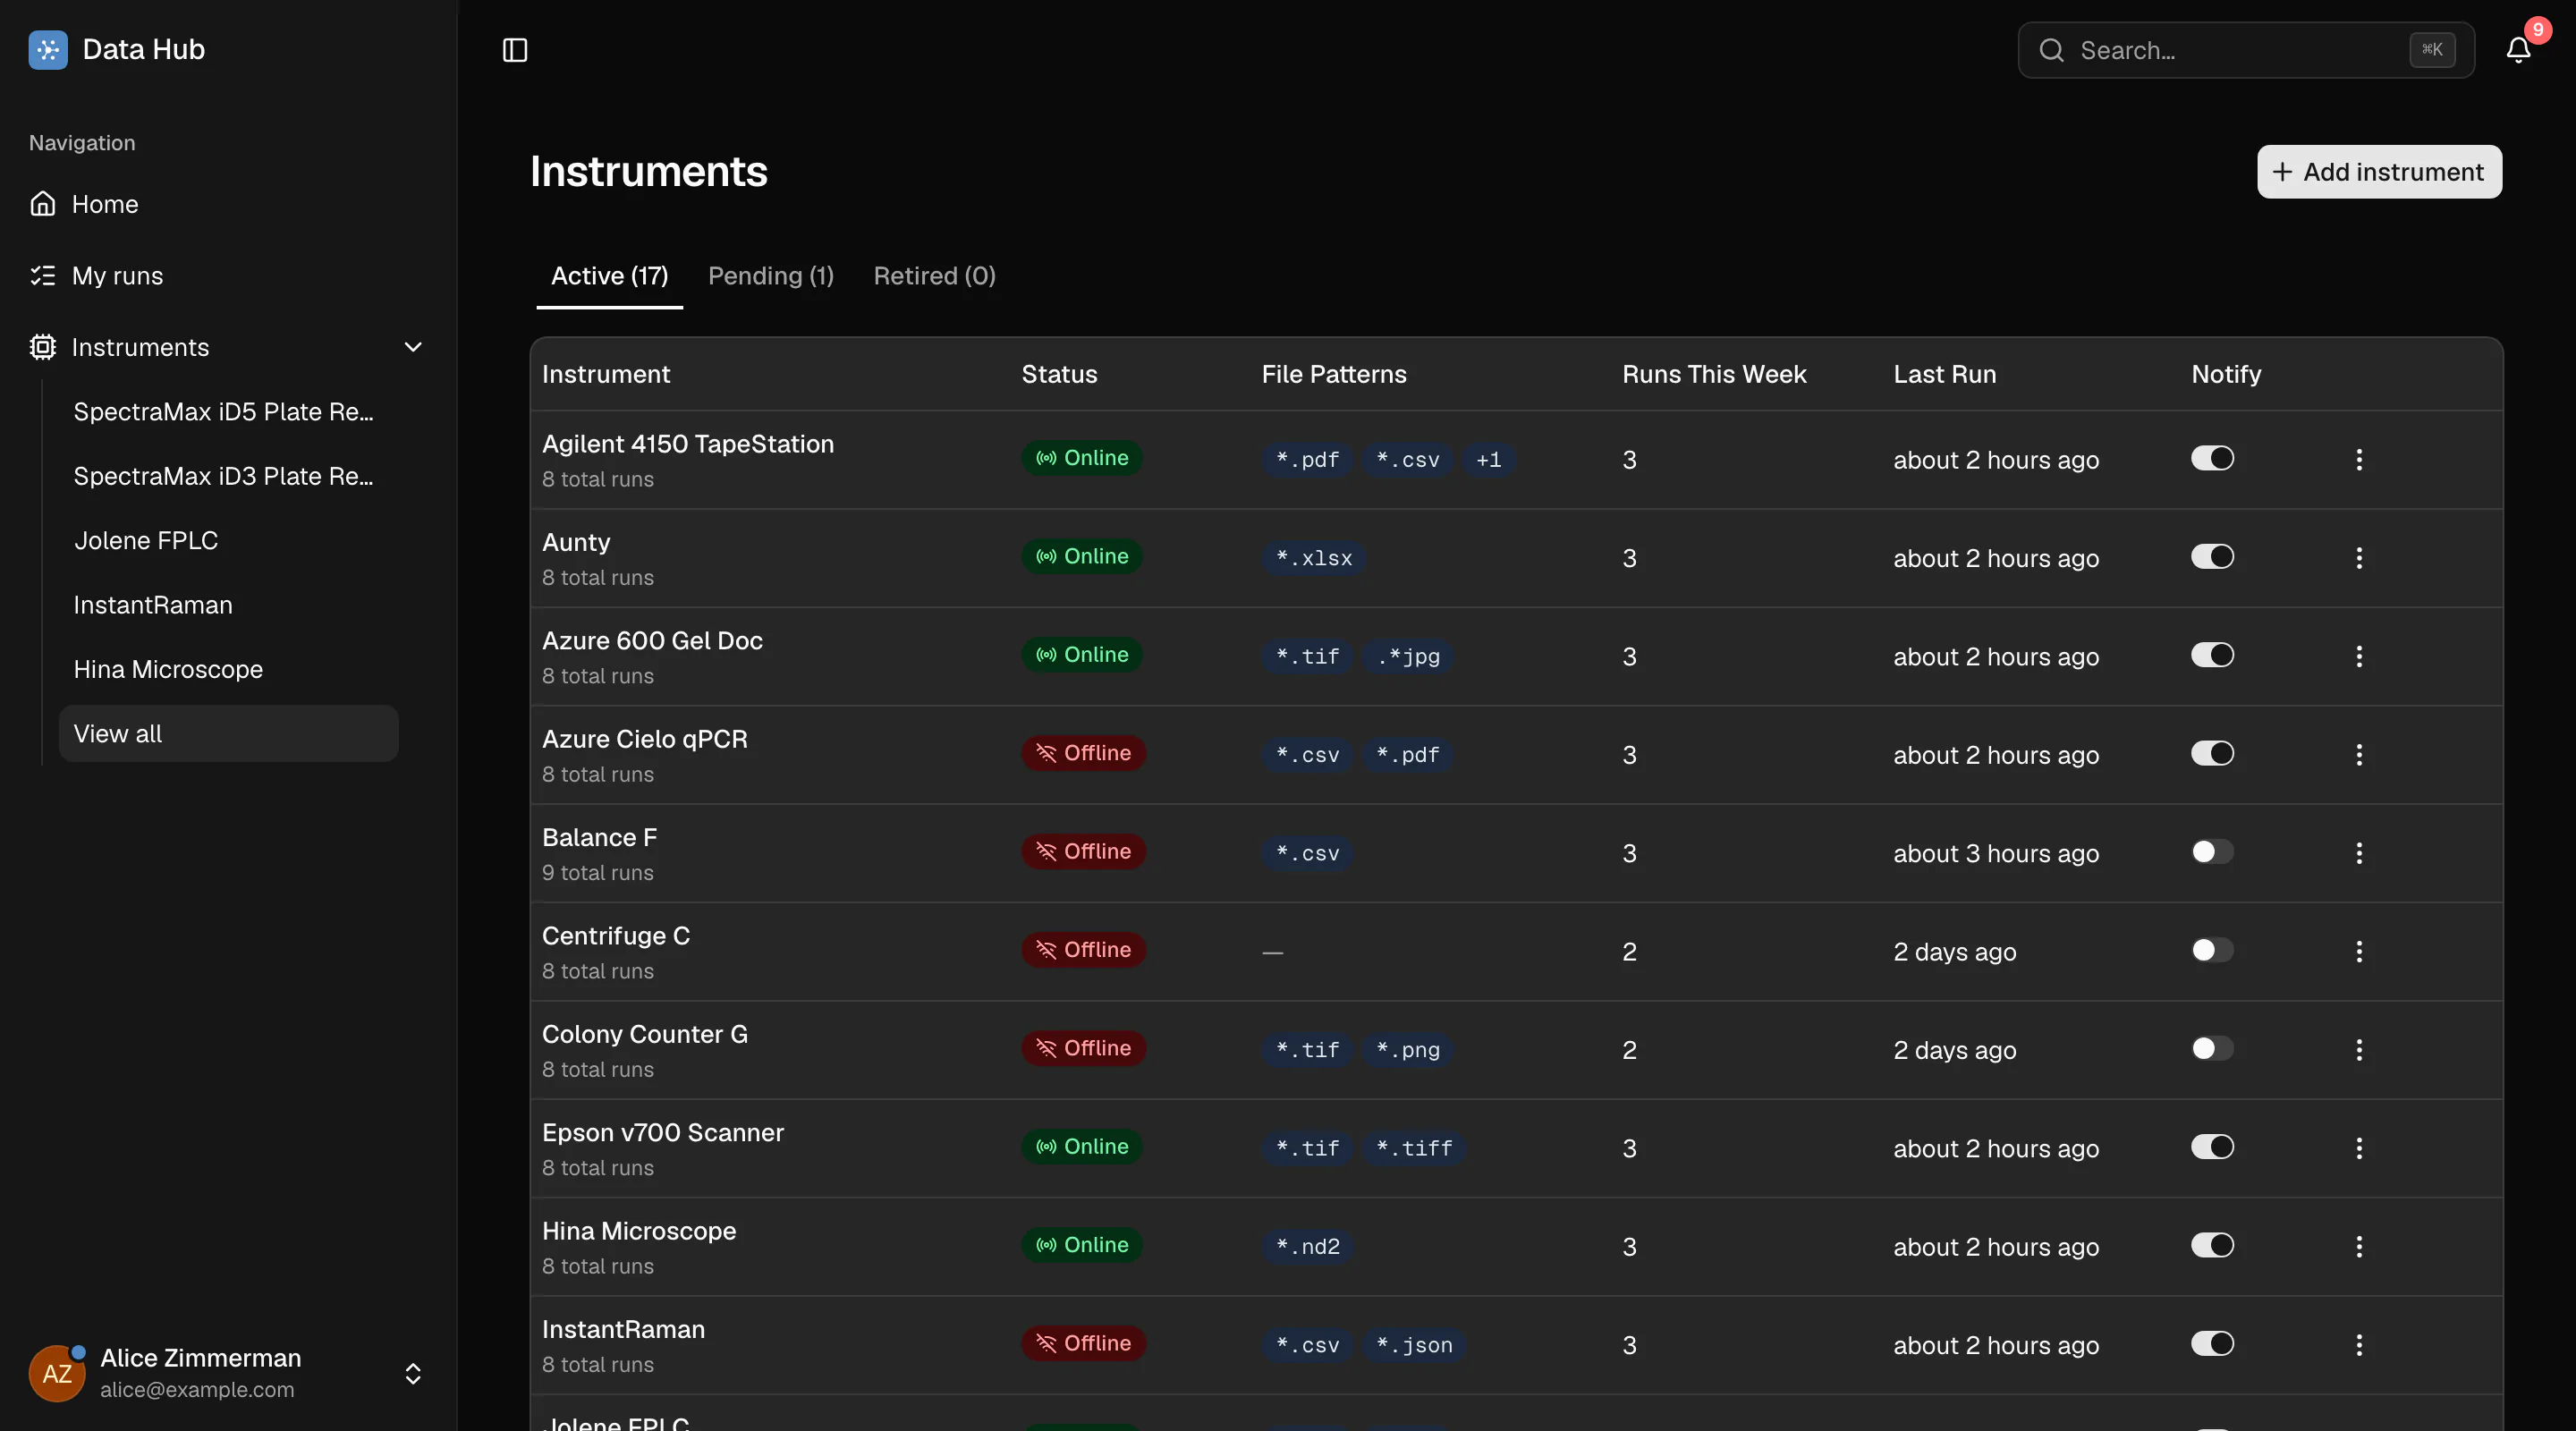 Data Hub
Search...
⌘K
9
Navigation
Home
My runs
Instruments
SpectraMax iD5 Plate Re...
SpectraMax iD3 Plate Re...
Jolene FPLC
InstantRaman
Hina Microscope
View all
AZ
Alice Zimmerman
alice@example.com
Instruments
+ Add instrument
Active (17) Pending (1) Retired (0)
Instrument Status File Patterns Runs This Week Last Run Notify
Agilent 4150 TapeStation
8 total runs
Online *.pdf *.csv +1 3 about 2 hours ago
Aunty
8 total runs
Online *.xlsx 3 about 2 hours ago
Azure 600 Gel Doc
8 total runs
Online *.tif .*jpg 3 about 2 hours ago
Azure Cielo qPCR
8 total runs
Offline *.csv *.pdf 3 about 2 hours ago
Balance F
9 total runs
Offline *.csv 3 about 3 hours ago
Centrifuge C
8 total runs
Offline — 2 2 days ago
Colony Counter G
8 total runs
Offline *.tif *.png 2 2 days ago
Epson v700 Scanner
8 total runs
Online *.tif *.tiff 3 about 2 hours ago
Hina Microscope
8 total runs
Online *.nd2 3 about 2 hours ago
InstantRaman
8 total runs
Offline *.csv *.json 3 about 2 hours ago
Jolene FPLC